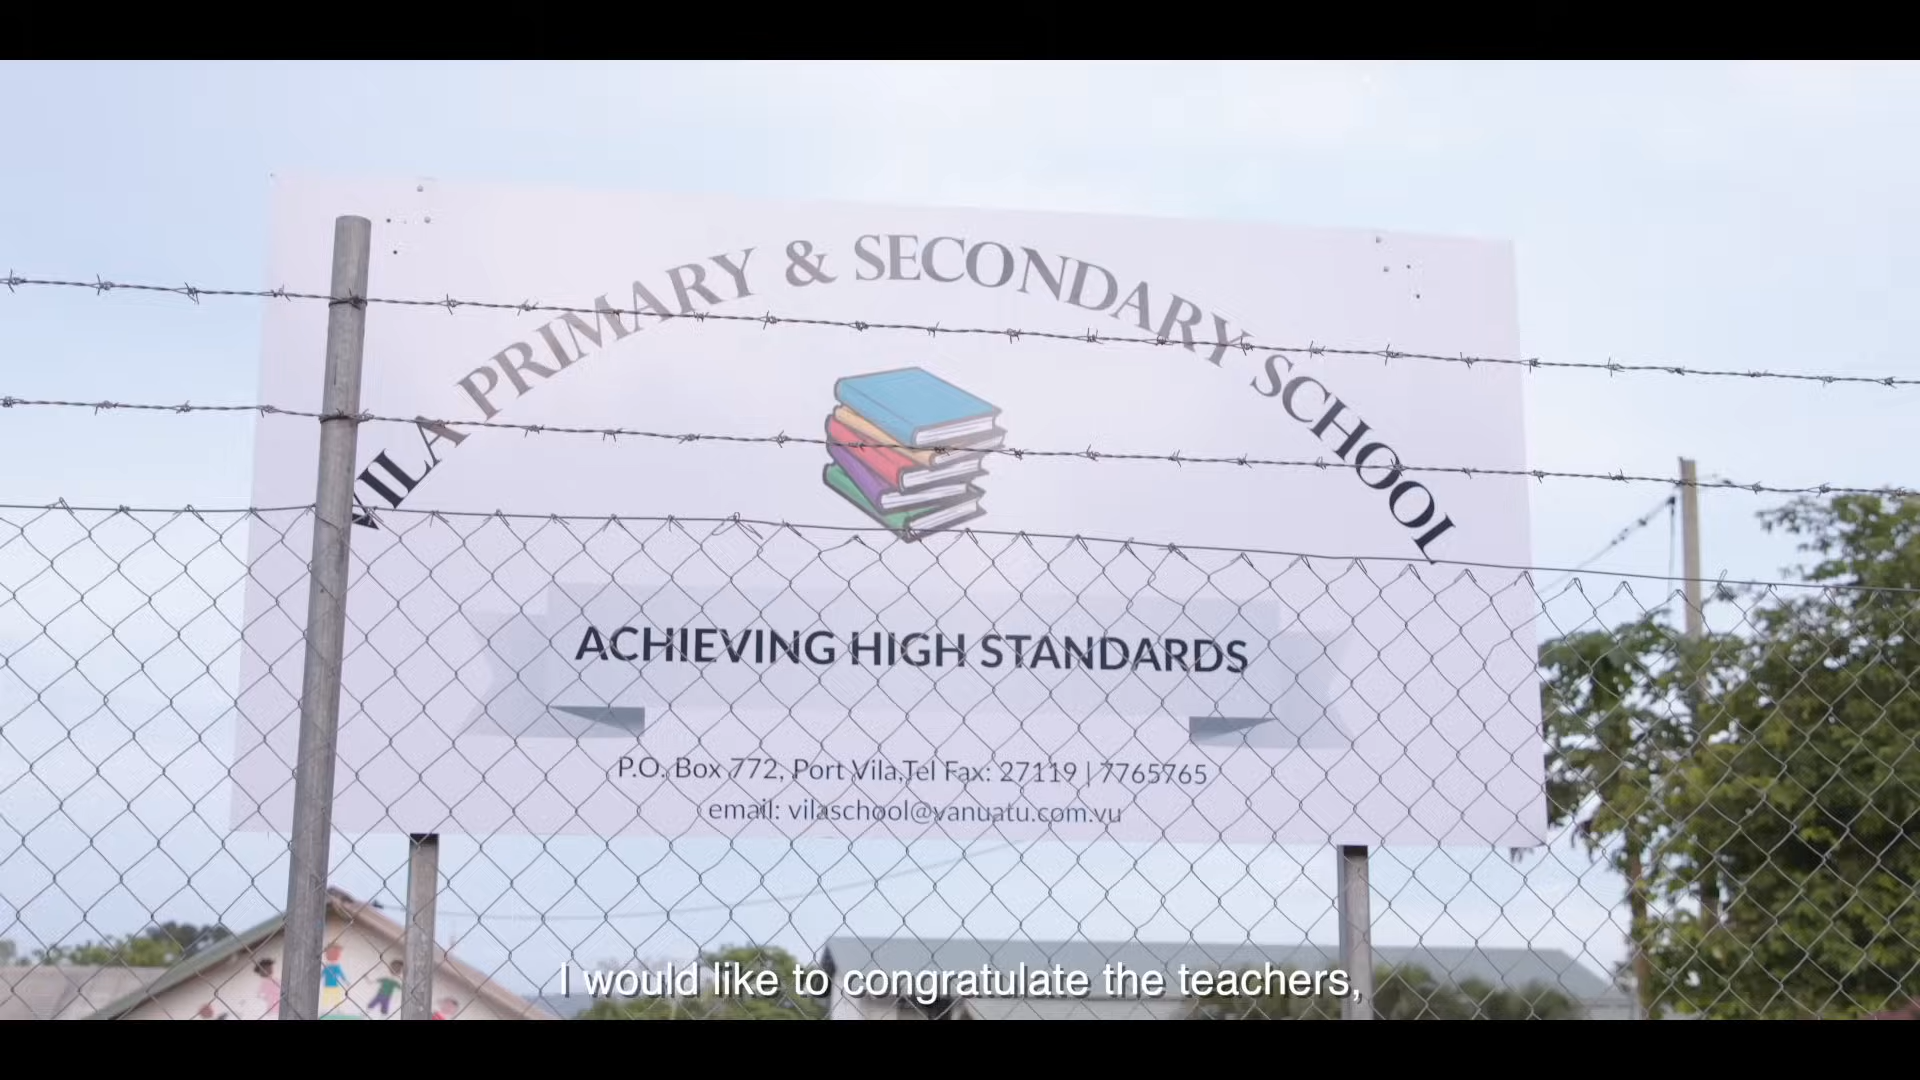 VILA PRIMARY & SECONDARY SCHOOL
ACHIEVING HIGH STANDARDS
P.O. Box 772, Port Vila,Tel Fax: 27119 | 7765765
email: vilaschool@vanuatu.com.vu
I would like to congratulate the teachers,